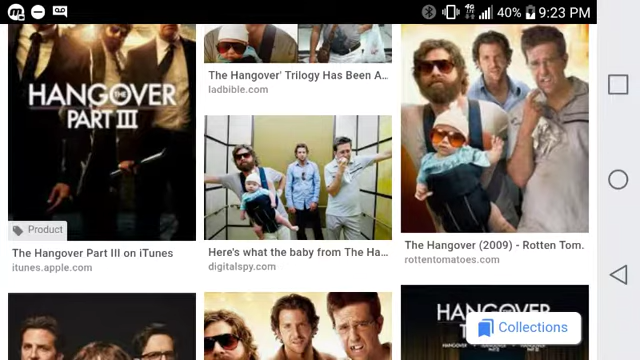 40% 9:23 PM
4G
LTE
HANGOVER
PART III
Product
The Hangover Part III on iTunes
itunes.apple.com
The Hangover' Trilogy Has Been A...
ladbible.com
Here's what the baby from The Ha...
digitalspy.com
The Hangover (2009) - Rotten Tom.
rottentomatoes.com
HANGOVER
Collections